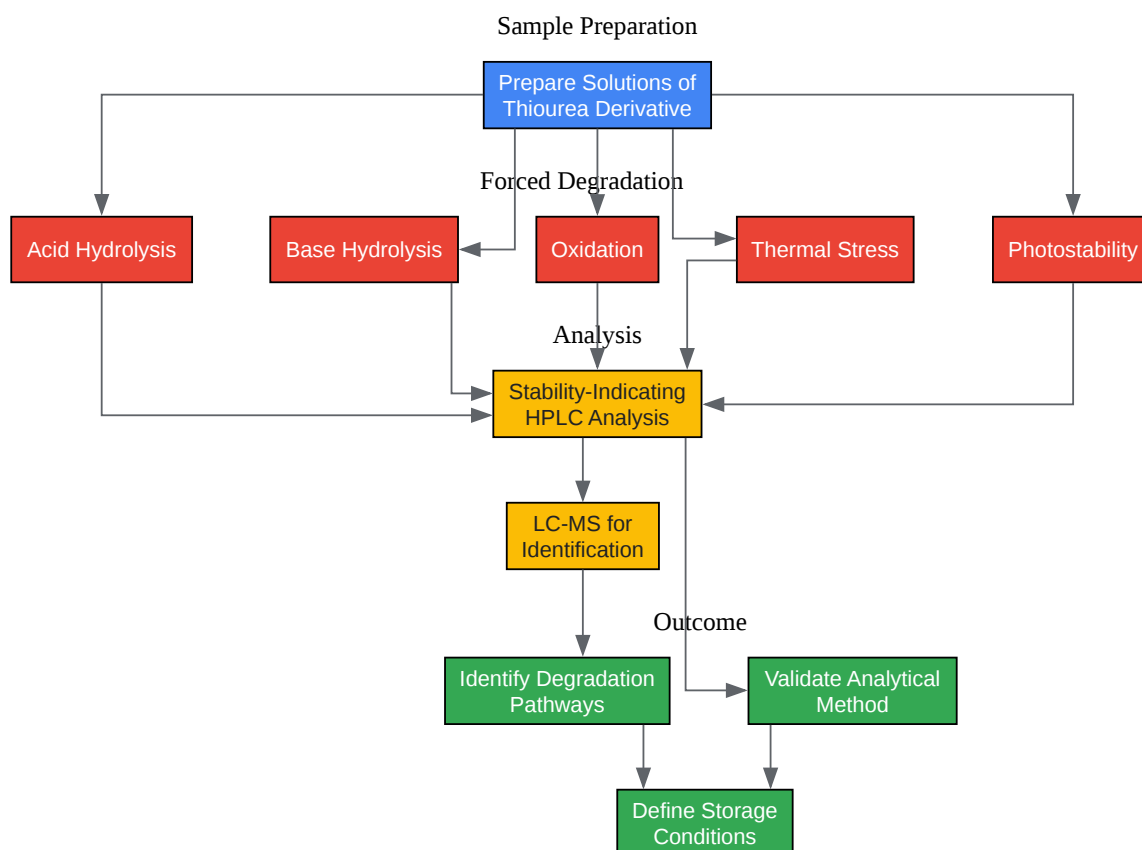 Sample Preparation
Prepare Solutions of
Thiourea Derivative
Forced Degradation
Acid Hydrolysis
Base Hydrolysis
Oxidation
Thermal Stress
Photostability
Analysis
Stability-Indicating
HPLC Analysis
LC-MS for
Identification
Outcome
Identify Degradation
Pathways
Validate Analytical
Method
Define Storage
Conditions